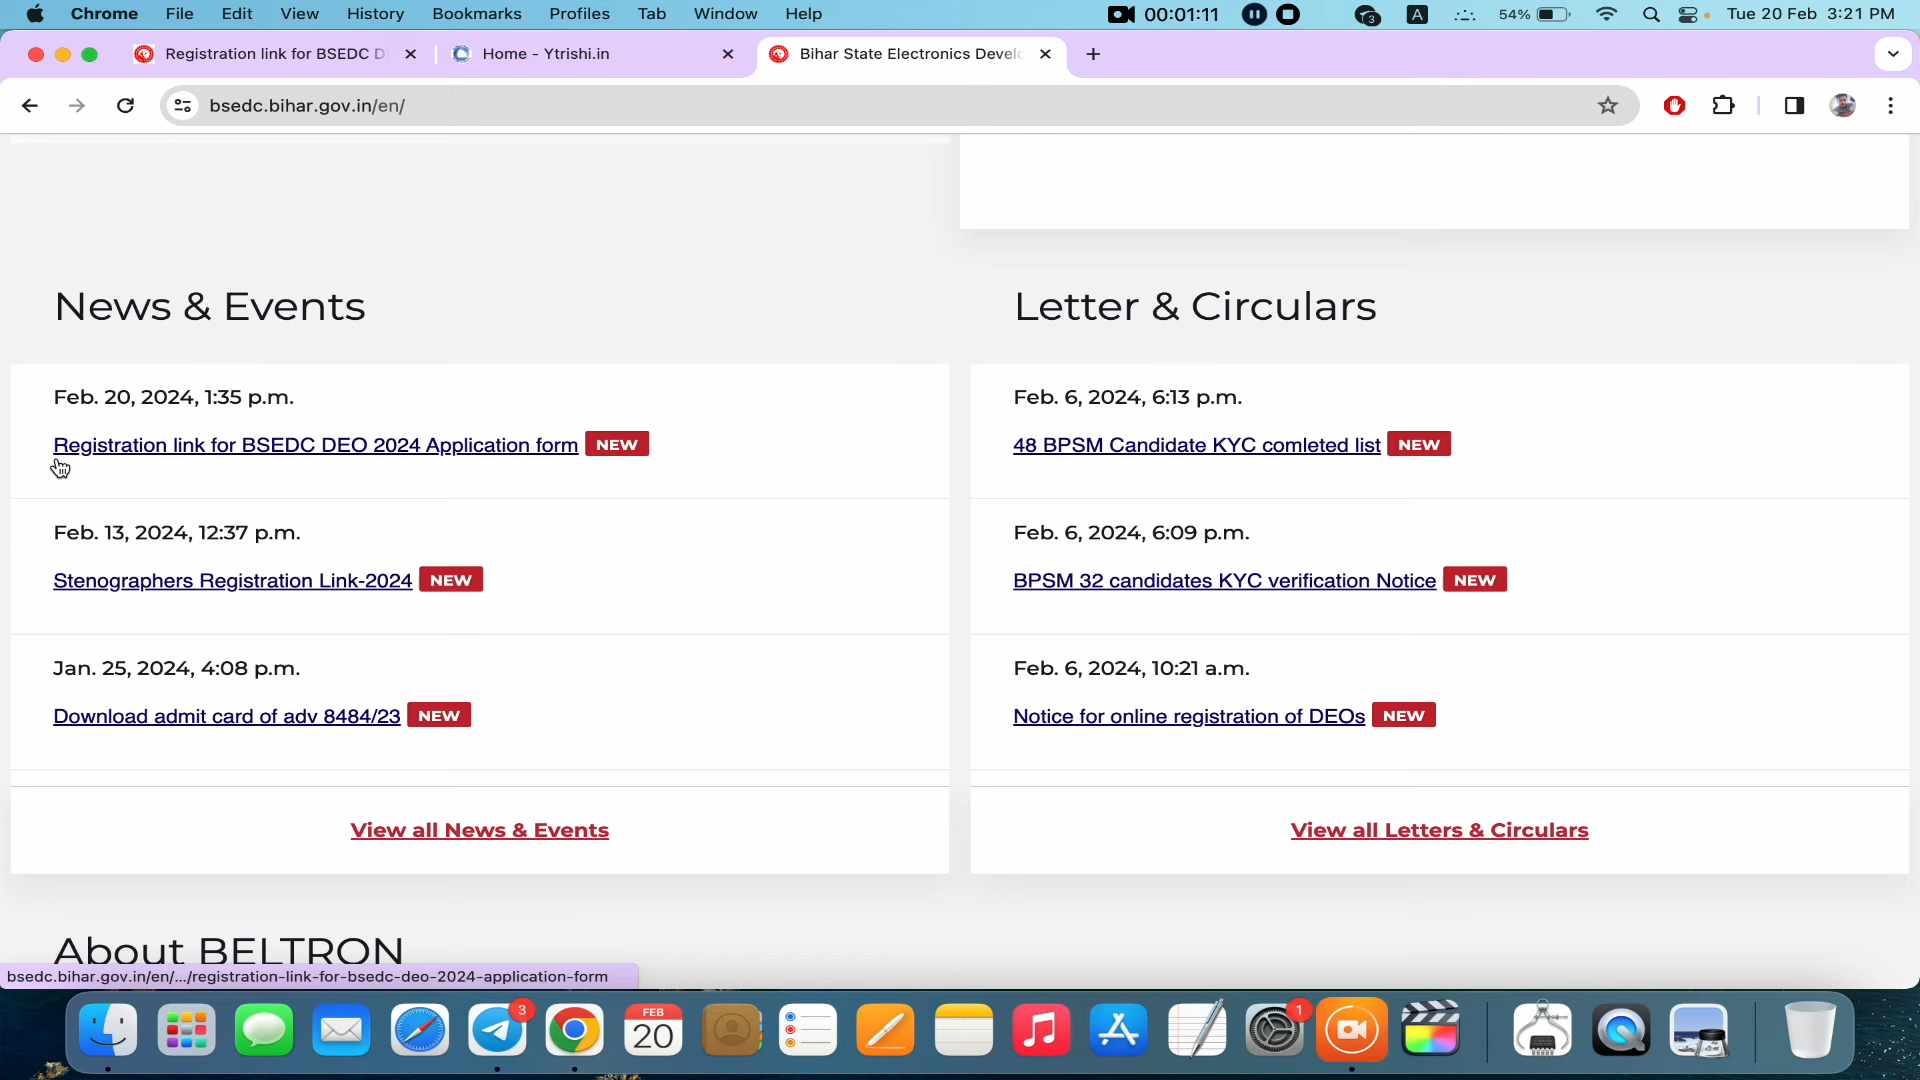 Chrome File Edit View History Bookmarks Profiles Tab Window Help 00:01:11 3 A 54% Tue 20 Feb 3:21 PM
Registration link for BSEDC D Home - Ytrishi.in Bihar State Electronics Develo
bsedc.bihar.gov.in/en/
News & Events
Feb. 20, 2024, 1:35 p.m.
Registration link for BSEDC DEO 2024 Application form NEW
Feb. 13, 2024, 12:37 p.m.
Stenographers Registration Link-2024 NEW
Jan. 25, 2024, 4:08 p.m.
Download admit card of adv 8484/23 NEW
View all News & Events
Letter & Circulars
Feb. 6, 2024, 6:13 p.m.
48 BPSM Candidate KYC comleted list NEW
Feb. 6, 2024, 6:09 p.m.
BPSM 32 candidates KYC verification Notice NEW
Feb. 6, 2024, 10:21 a.m.
Notice for online registration of DEOs NEW
View all Letters & Circulars
About BELTRON
bsedc.bihar.gov.in/en/.../registration-link-for-bsedc-deo-2024-application-form
3 FEB 1
20